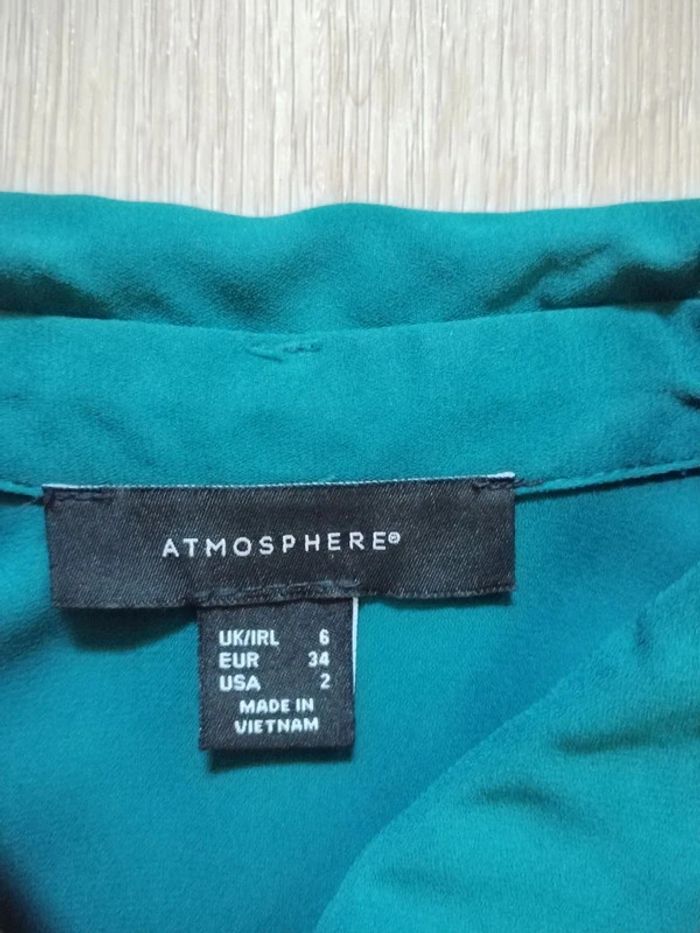 ATMOSPHERE®
UK/IRL 6
EUR 34
USA 2
MADE IN
VIETNAM